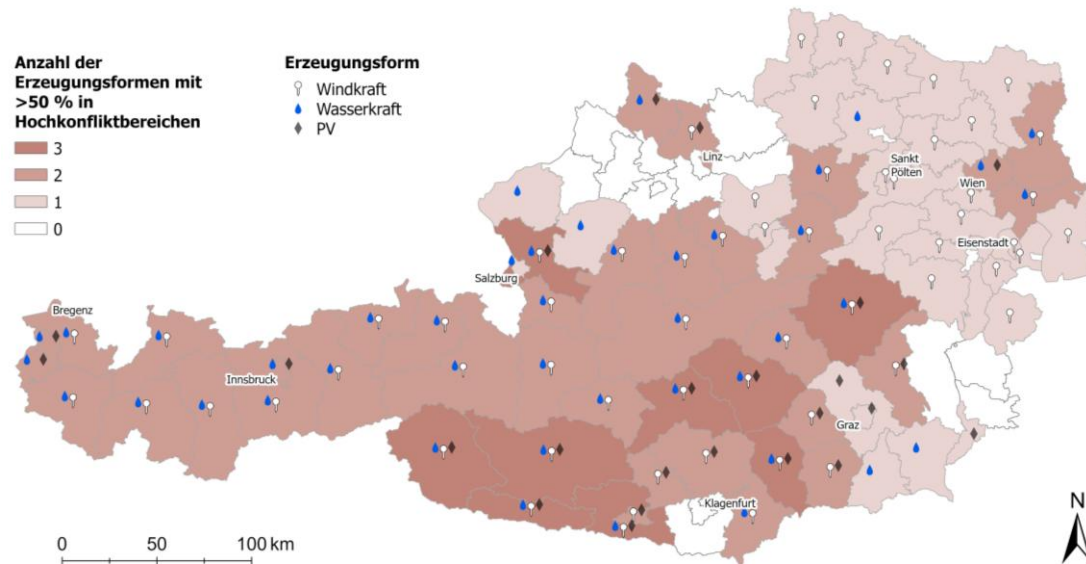 Anzahl der
Erzeugungsformen mit
>50 % in
Hochkonfliktbereichen
3
2
1
0
Erzeugungsform
Windkraft
Wasserkraft
PV
Linz
Sankt
Pölten
Wien
Eisenstadt
Salzburg
Bregenz
Innsbruck
Graz
Klagenfurt
N
0 50 100 km